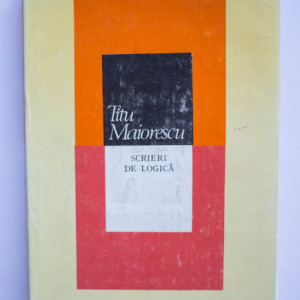 Titu
Maiorescu
SCRIERI
DE LOGICĂ